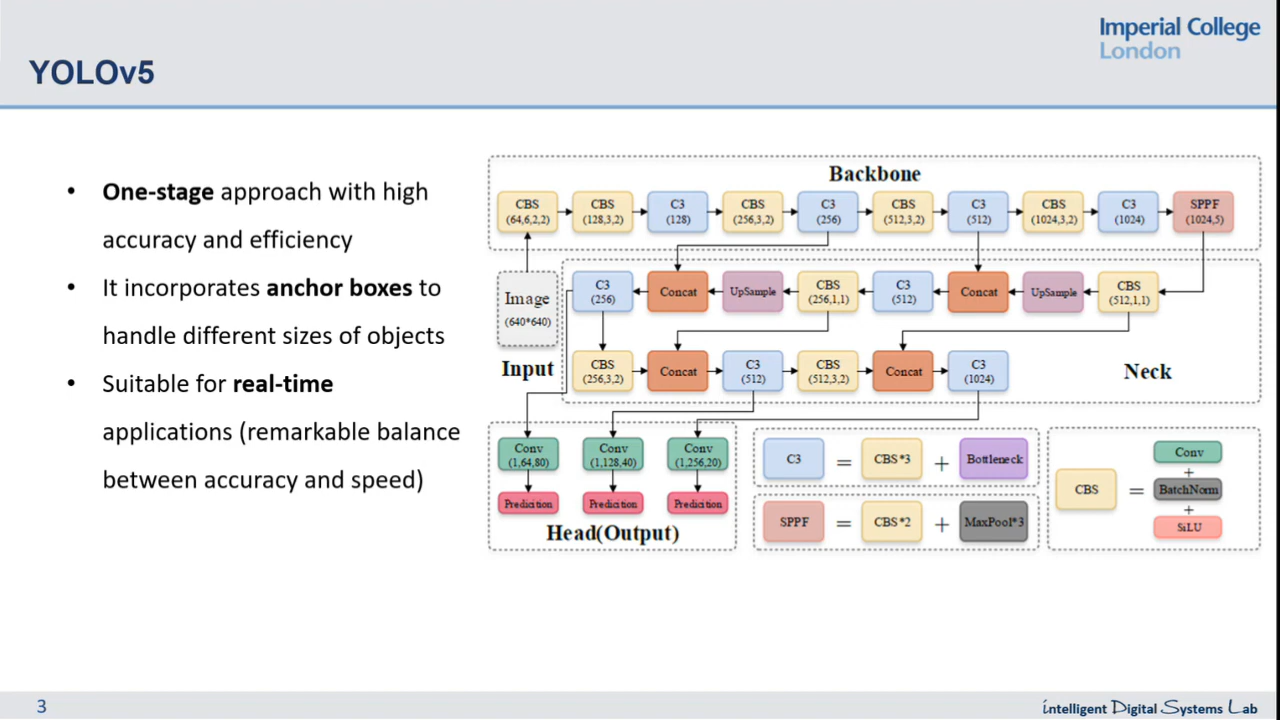 Imperial College
London
YOLOv5
• One-stage approach with high
accuracy and efficiency
• It incorporates anchor boxes to
handle different sizes of objects
• Suitable for real-time
applications (remarkable balance
between accuracy and speed)
Backbone
CBS
(64,6,2,2)
CBS
(128,3,2)
C3
(128)
CBS
(256,3,2)
C3
(256)
CBS
(512,3,2)
C3
(512)
CBS
(1024,3,2)
C3
(1024)
SPPF
(1024,5)
Image
(640*640)
Input
C3
(256)
Concat
UpSample
CBS
(256,1,1)
C3
(512)
Concat
UpSample
CBS
(512,1,1)
CBS
(256,3,2)
Concat
C3
(512)
CBS
(512,3,2)
Concat
C3
(1024)
Neck
Conv
(1,64,80)
Conv
(1,128,40)
Conv
(1,256,20)
Predicition
Predicition
Predicition
Head(Output)
C3 = CBS*3 + Bottleneck
SPPF = CBS*2 + MaxPool*3
CBS =
Conv
+
BatchNorm
+
SiLU
3
intelligent Digital Systems Lab